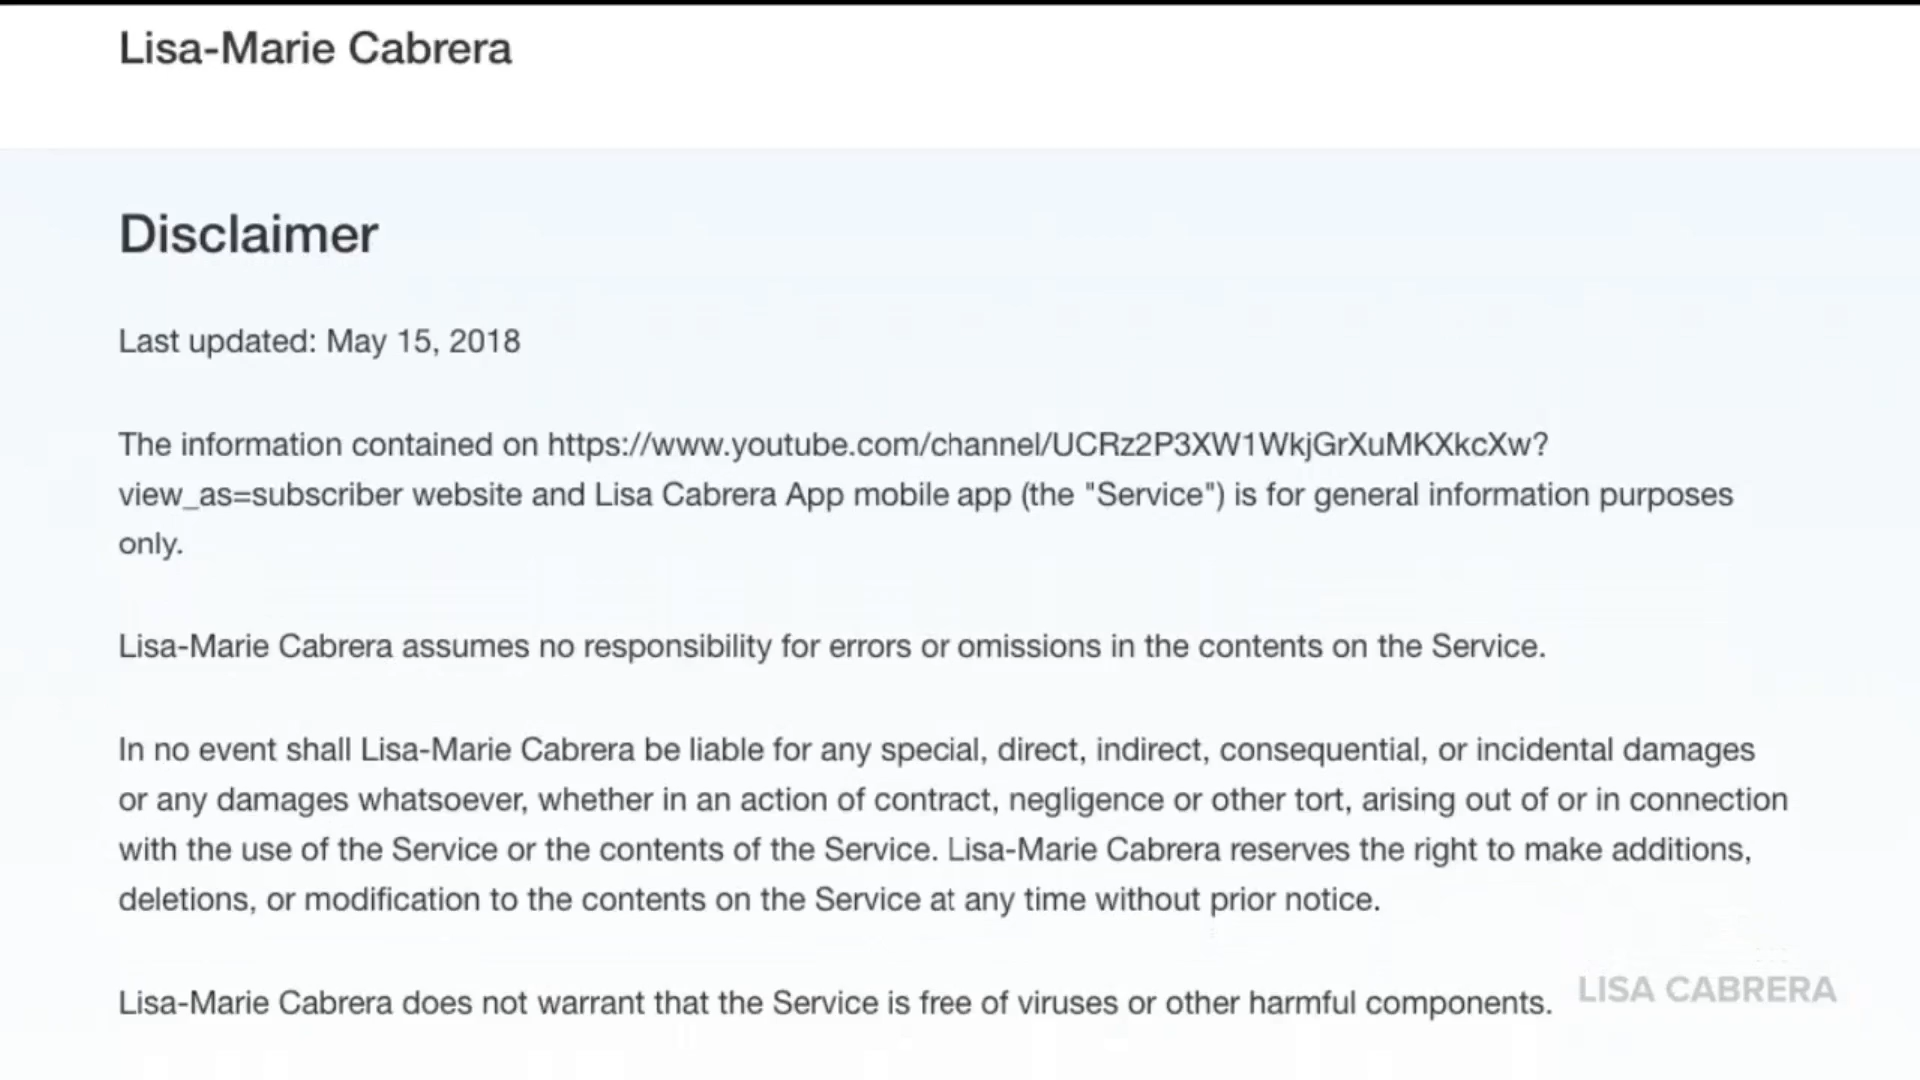 Lisa-Marie Cabrera
Disclaimer
Last updated: May 15, 2018
The information contained on https://www.youtube.com/channel/UCRz2P3XW1WkjGrXuMKXkcXw?
view_as=subscriber website and Lisa Cabrera App mobile app (the "Service") is for general information purposes
only.
Lisa-Marie Cabrera assumes no responsibility for errors or omissions in the contents on the Service.
In no event shall Lisa-Marie Cabrera be liable for any special, direct, indirect, consequential, or incidental damages
or any damages whatsoever, whether in an action of contract, negligence or other tort, arising out of or in connection
with the use of the Service or the contents of the Service. Lisa-Marie Cabrera reserves the right to make additions,
deletions, or modification to the contents on the Service at any time without prior notice.
Lisa-Marie Cabrera does not warrant that the Service is free of viruses or other harmful components.
LISA CABRERA